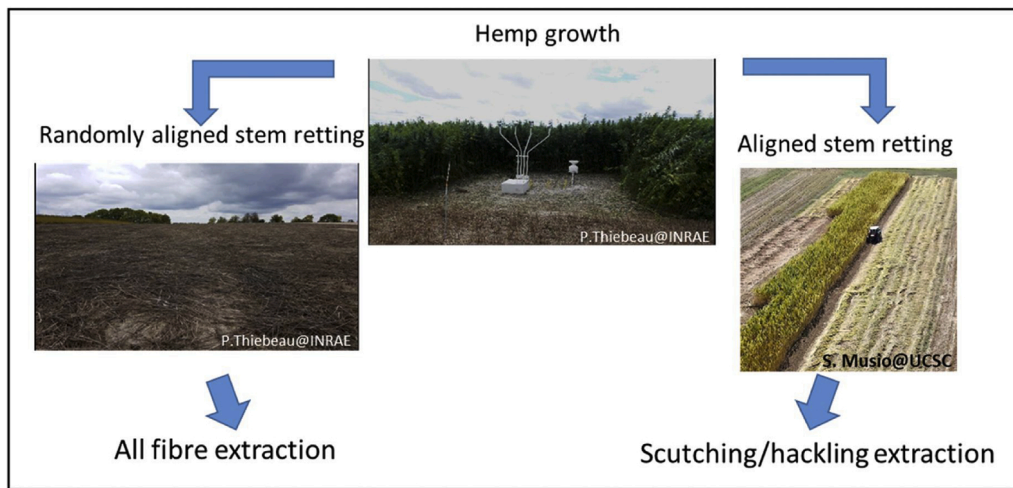 Hemp growth
Randomly aligned stem retting
Aligned stem retting
P.Thiebeau@INRAE
P.Thiebeau@INRAE
S. Musio@UCSC
All fibre extraction
Scutching/hackling extraction